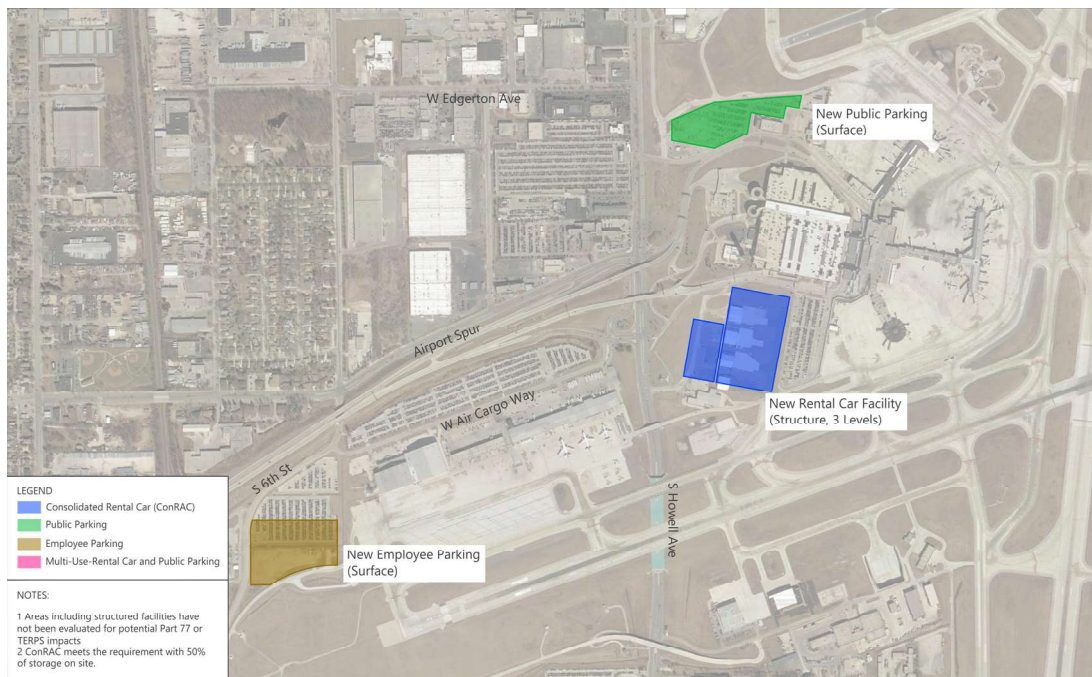 W Edgerton Ave
New Public Parking
(Surface)
Airport Spur
W Air Cargo Way
New Rental Car Facility
(Structure, 3 Levels)
S 6th St
S Howell Ave
New Employee Parking
(Surface)
LEGEND
Consolidated Rental Car (ConRAC)
Public Parking
Employee Parking
Multi-Use-Rental Car and Public Parking
NOTES:
1 Areas including structured facilities have
not been evaluated for potential Part 77 or
TERPS impacts
2 ConRAC meets the requirement with 50%
of storage on site.